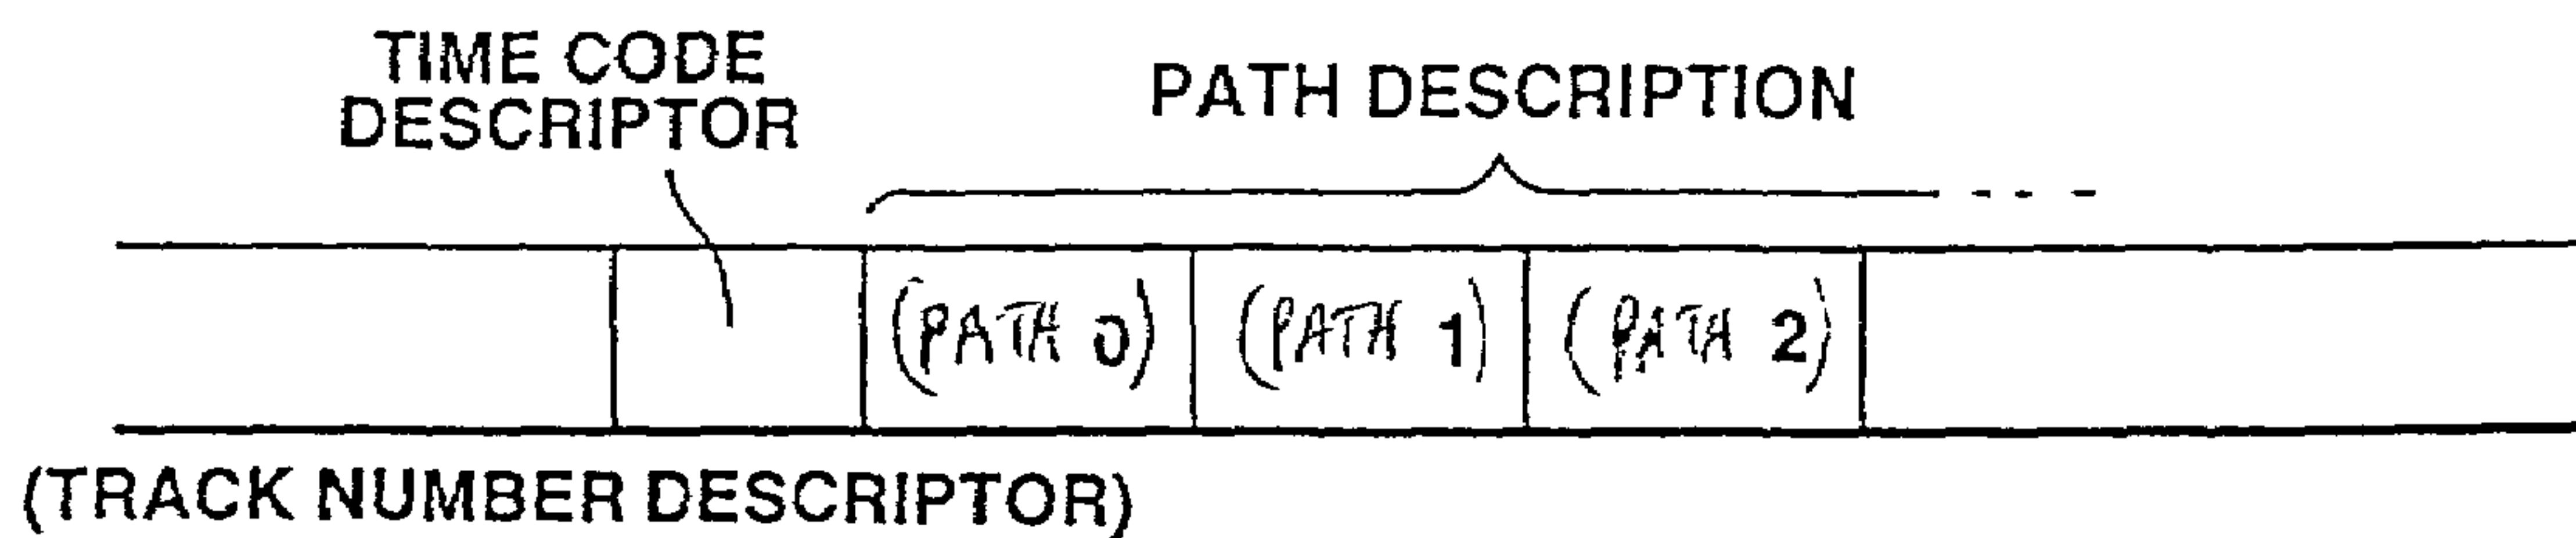 TIME CODE
DESCRIPTOR
PATH DESCRIPTION
(PATH 0) (PATH 1) (PATH 2)
(TRACK NUMBER DESCRIPTOR)